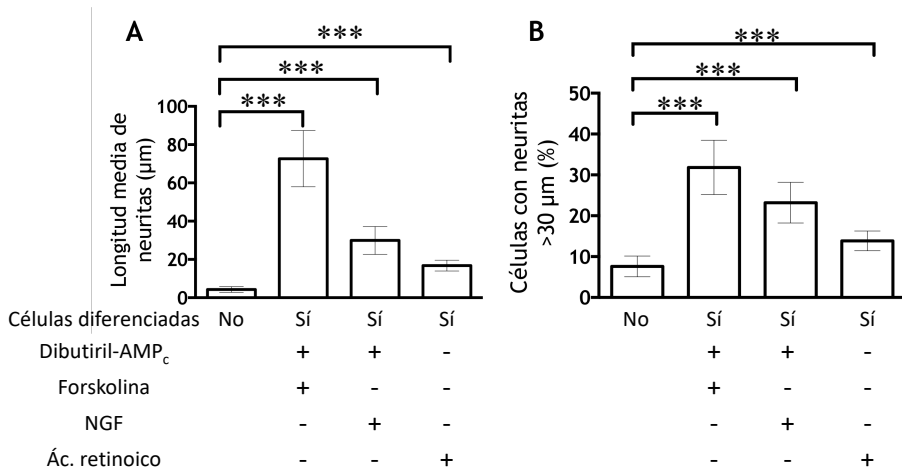 A
B
***
***
***
***
***
***
Longitud media de
neuritas (µm)
100
80
60
40
20
0
Células con neuritas
>30 µm (%)
50
40
30
20
10
0
Células diferenciadas No Sí Sí Sí No Sí Sí Sí
Dibutiril-AMPc + + - + + -
Forskolina + - - + - -
NGF - + - - + -
Ác. retinoico - - + - - +